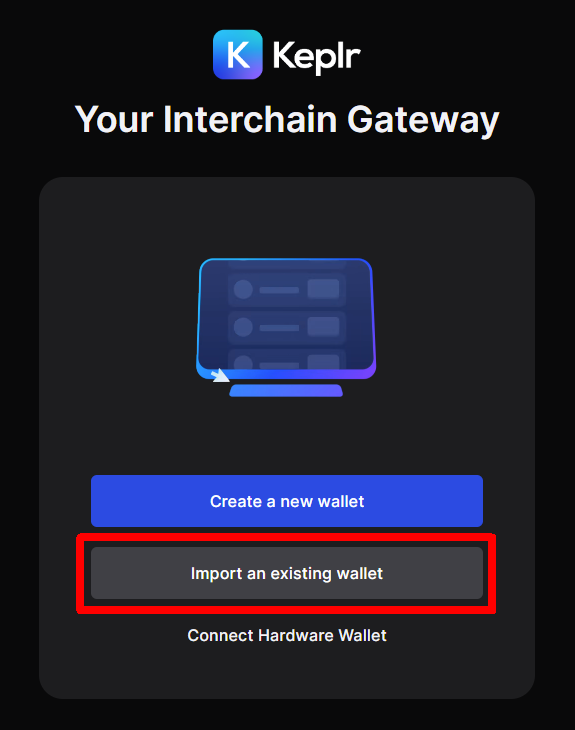 K Keplr
Your Interchain Gateway
Create a new wallet
Import an existing wallet
Connect Hardware Wallet